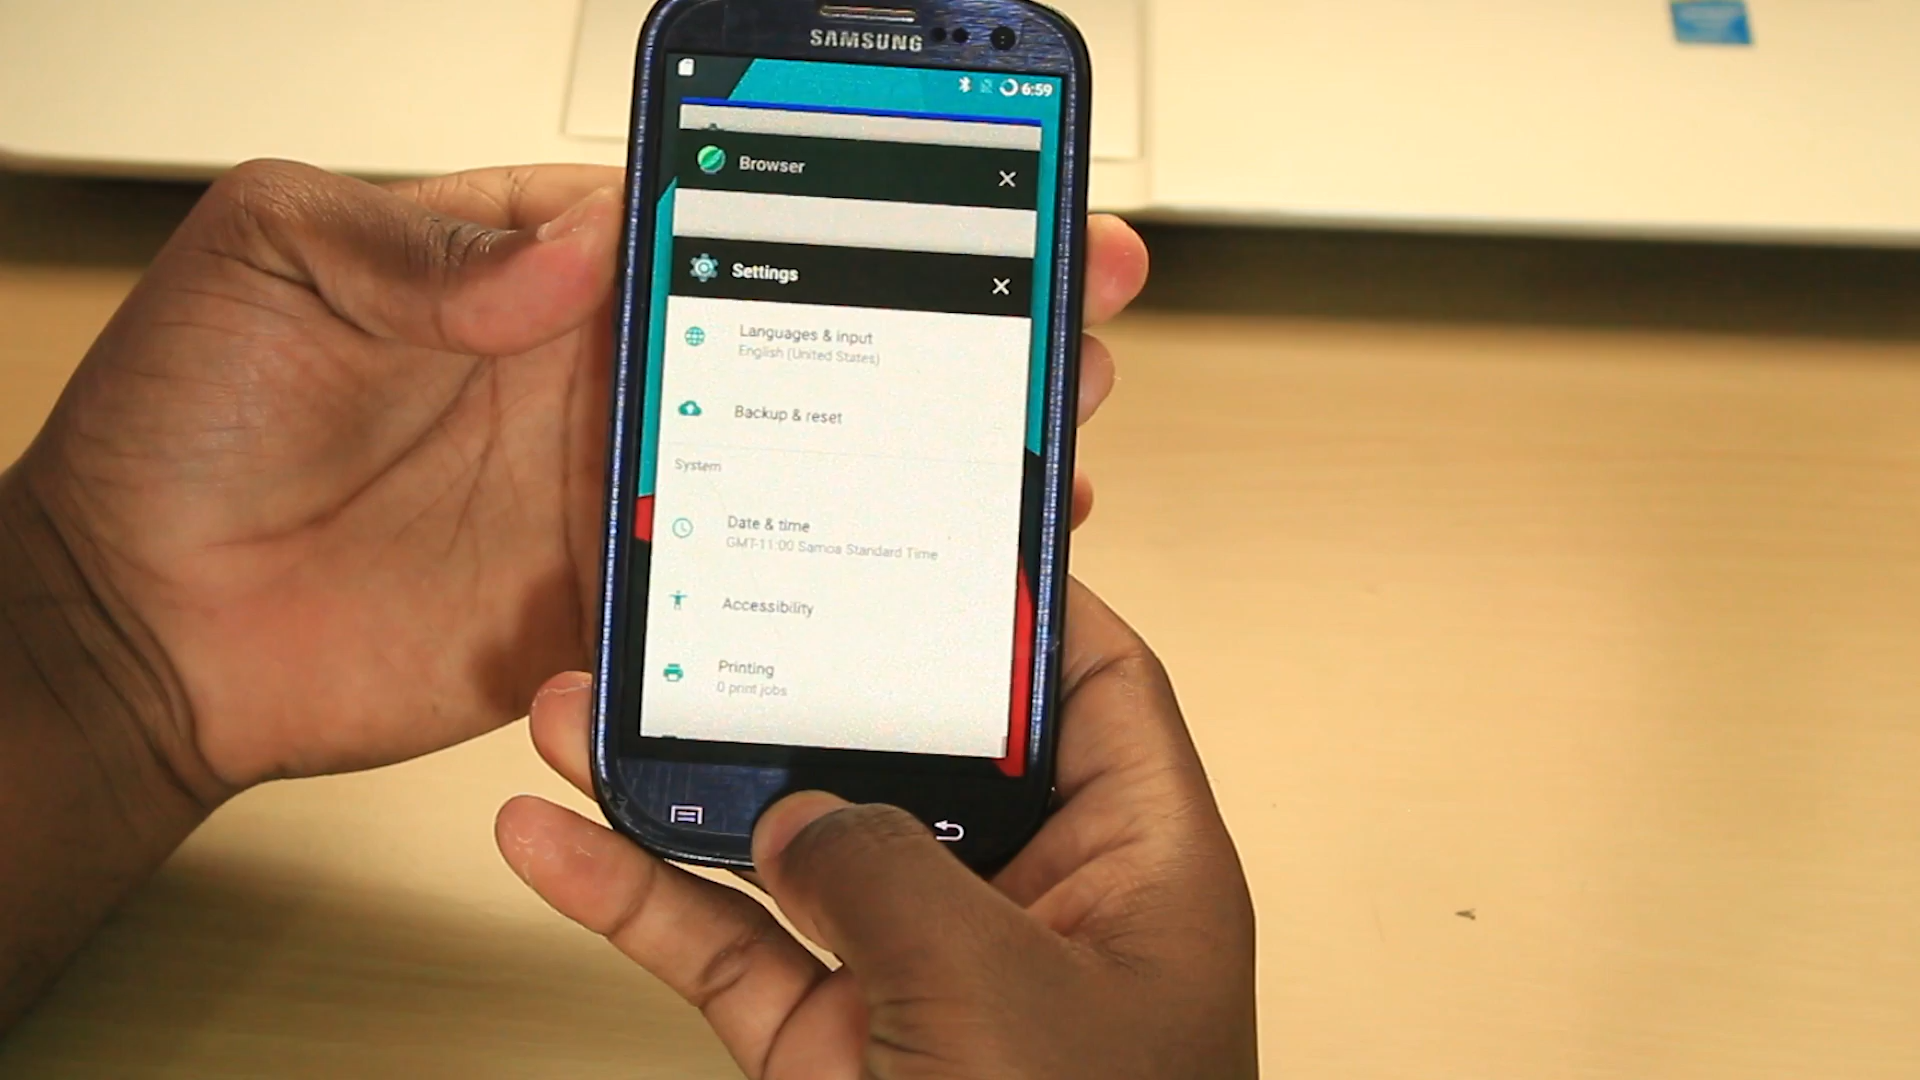 SAMSUNG
6:59
Browser
Settings
Languages & input
English (United States)
Backup & reset
System
Date & time
GMT-11:00 Samoa Standard Time
Accessibility
Printing
0 print jobs